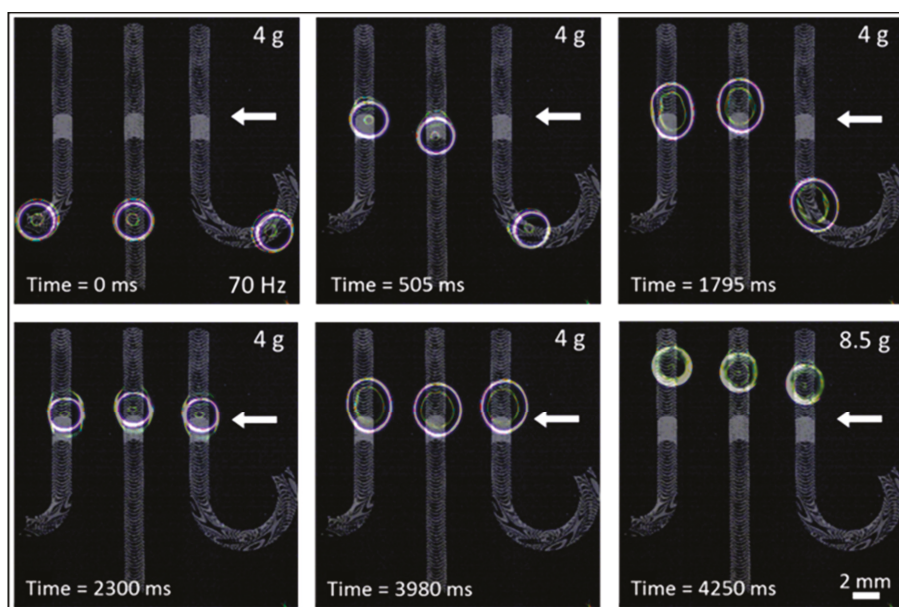 4 g
Time = 0 ms
70 Hz
4 g
Time = 505 ms
4 g
Time = 1795 ms
4 g
Time = 2300 ms
4 g
Time = 3980 ms
8.5 g
Time = 4250 ms
2 mm